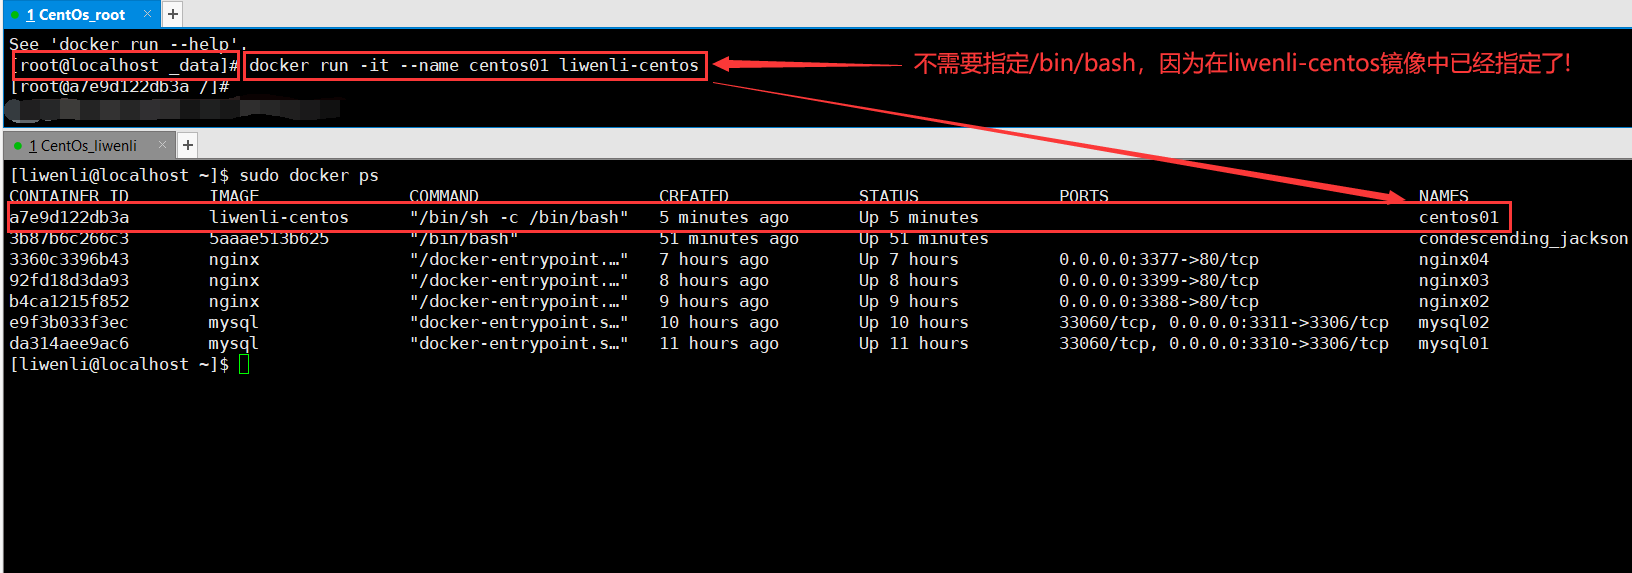 1 CentOs_root × +
See 'docker run --help'.
[root@localhost _data]# docker run -it --name centos01 liwenli-centos
不需要指定/bin/bash，因为在liwenli-centos镜像中已经指定了!
[root@a7e9d122db3a /]#
1 CentOs_liwenli × +
[liwenli@localhost ~]$ sudo docker ps
CONTAINER ID IMAGE COMMAND CREATED STATUS PORTS NAMES
a7e9d122db3a liwenli-centos "/bin/sh -c /bin/bash" 5 minutes ago Up 5 minutes centos01
3b87b6c266c3 5aaae513b625 "/bin/bash" 51 minutes ago Up 51 minutes condescending_jackson
3360c3396b43 nginx "/docker-entrypoint.…" 7 hours ago Up 7 hours 0.0.0.0:3377->80/tcp nginx04
92fd18d3da93 nginx "/docker-entrypoint.…" 8 hours ago Up 8 hours 0.0.0.0:3399->80/tcp nginx03
b4ca1215f852 nginx "/docker-entrypoint.…" 9 hours ago Up 9 hours 0.0.0.0:3388->80/tcp nginx02
e9f3b033f3ec mysql "docker-entrypoint.s…" 10 hours ago Up 10 hours 33060/tcp, 0.0.0.0:3311->3306/tcp mysql02
da314aee9ac6 mysql "docker-entrypoint.s…" 11 hours ago Up 11 hours 33060/tcp, 0.0.0.0:3310->3306/tcp mysql01
[liwenli@localhost ~]$